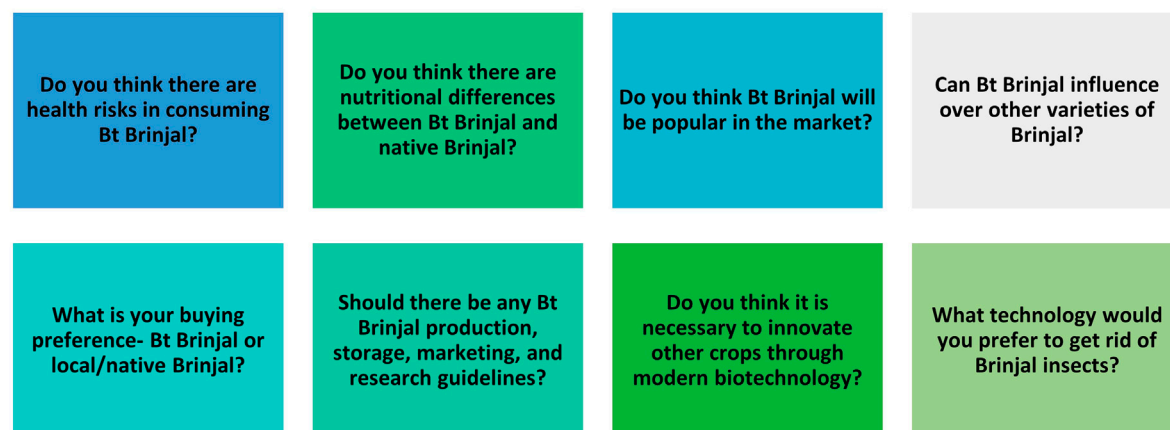 Do you think there are
health risks in consuming
Bt Brinjal?
Do you think there are
nutritional differences
between Bt Brinjal and
native Brinjal?
Do you think Bt Brinjal will
be popular in the market?
Can Bt Brinjal influence
over other varieties of
Brinjal?
What is your buying
preference- Bt Brinjal or
local/native Brinjal?
Should there be any Bt
Brinjal production,
storage, marketing, and
research guidelines?
Do you think it is
necessary to innovate
other crops through
modern biotechnology?
What technology would
you prefer to get rid of
Brinjal insects?